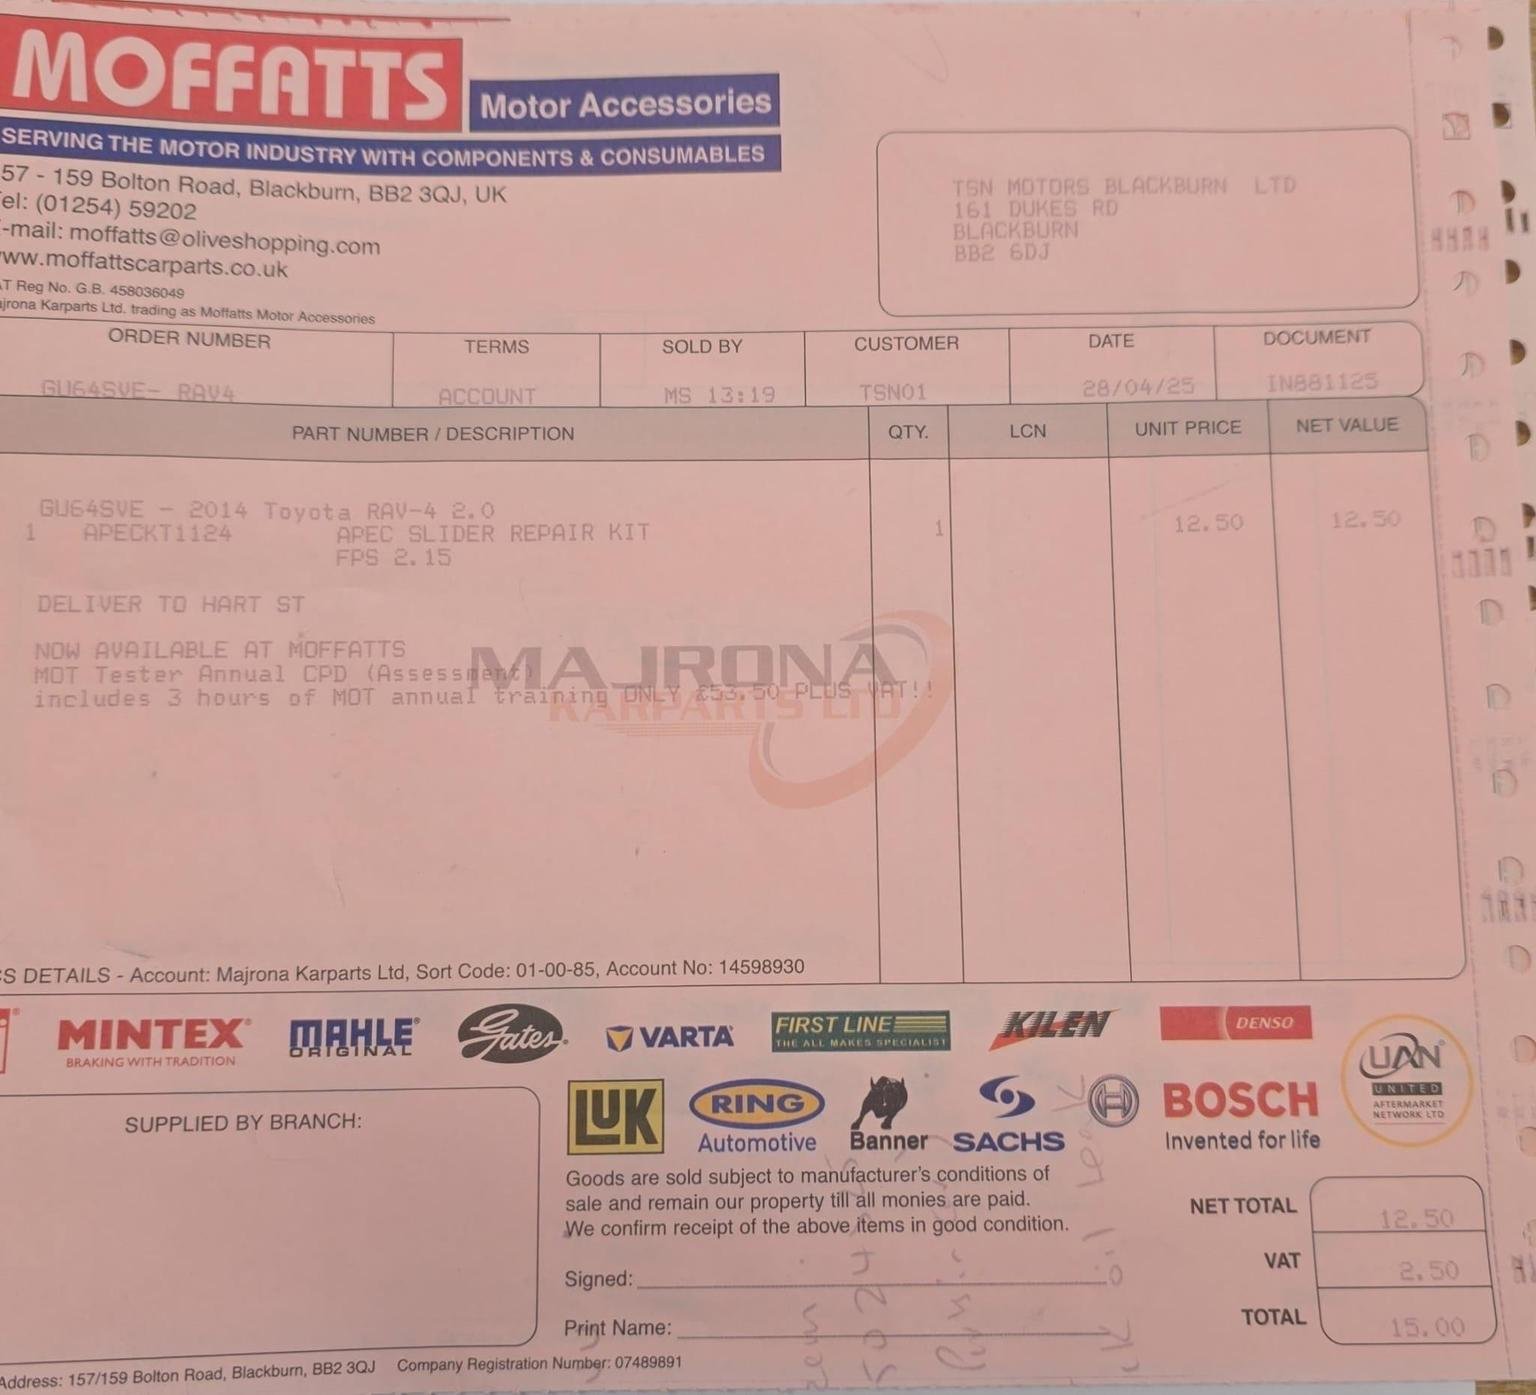 MOFFATTS
Motor Accessories
SERVING THE MOTOR INDUSTRY WITH COMPONENTS & CONSUMABLES
57 - 159 Bolton Road, Blackburn, BB2 3QJ, UK
el: (01254) 59202
-mail: moffatts@oliveshopping.com
ww.moffattscarparts.co.uk
AT Reg No. G.B. 458036049
ajrona Karparts Ltd. trading as Moffatts Motor Accessories
TSN MOTORS BLACKBURN LTD
161 DUKES RD
BLACKBURN
BB2 6DJ
ORDER NUMBER TERMS SOLD BY CUSTOMER DATE DOCUMENT
GU64SVE- RAV4 ACCOUNT MS 13:19 TSN01 28/04/25 IN881125
PART NUMBER / DESCRIPTION QTY. LCN UNIT PRICE NET VALUE
GU64SVE - 2014 Toyota RAV-4 2.0
1 APECKT1124 APEC SLIDER REPAIR KIT 1 12.50 12.50
FPS 2.15
DELIVER TO HART ST
NOW AVAILABLE AT MOFFATTS
MOT Tester Annual CPD (Assessment)
includes 3 hours of MOT annual training ONLY £53.50 PLUS VAT!!
MAJRONA
KARPARTS LTD
CS DETAILS - Account: Majrona Karparts Ltd, Sort Code: 01-00-85, Account No: 14598930
MINTEX
BRAKING WITH TRADITION
MAHLE
ORIGINAL
Gates
VARTA
FIRST LINE
THE ALL MAKES SPECIALIST
KILEN
DENSO
UAN
UNITED
AFTERMARKET
NETWORK LTD
LUK
RING
Automotive
Banner
SACHS
BOSCH
Invented for life
SUPPLIED BY BRANCH:
Goods are sold subject to manufacturer's conditions of
sale and remain our property till all monies are paid.
We confirm receipt of the above items in good condition.
Signed:
Print Name:
NET TOTAL 12.50
VAT 2.50
TOTAL 15.00
Address: 157/159 Bolton Road, Blackburn, BB2 3QJ Company Registration Number: 07489891